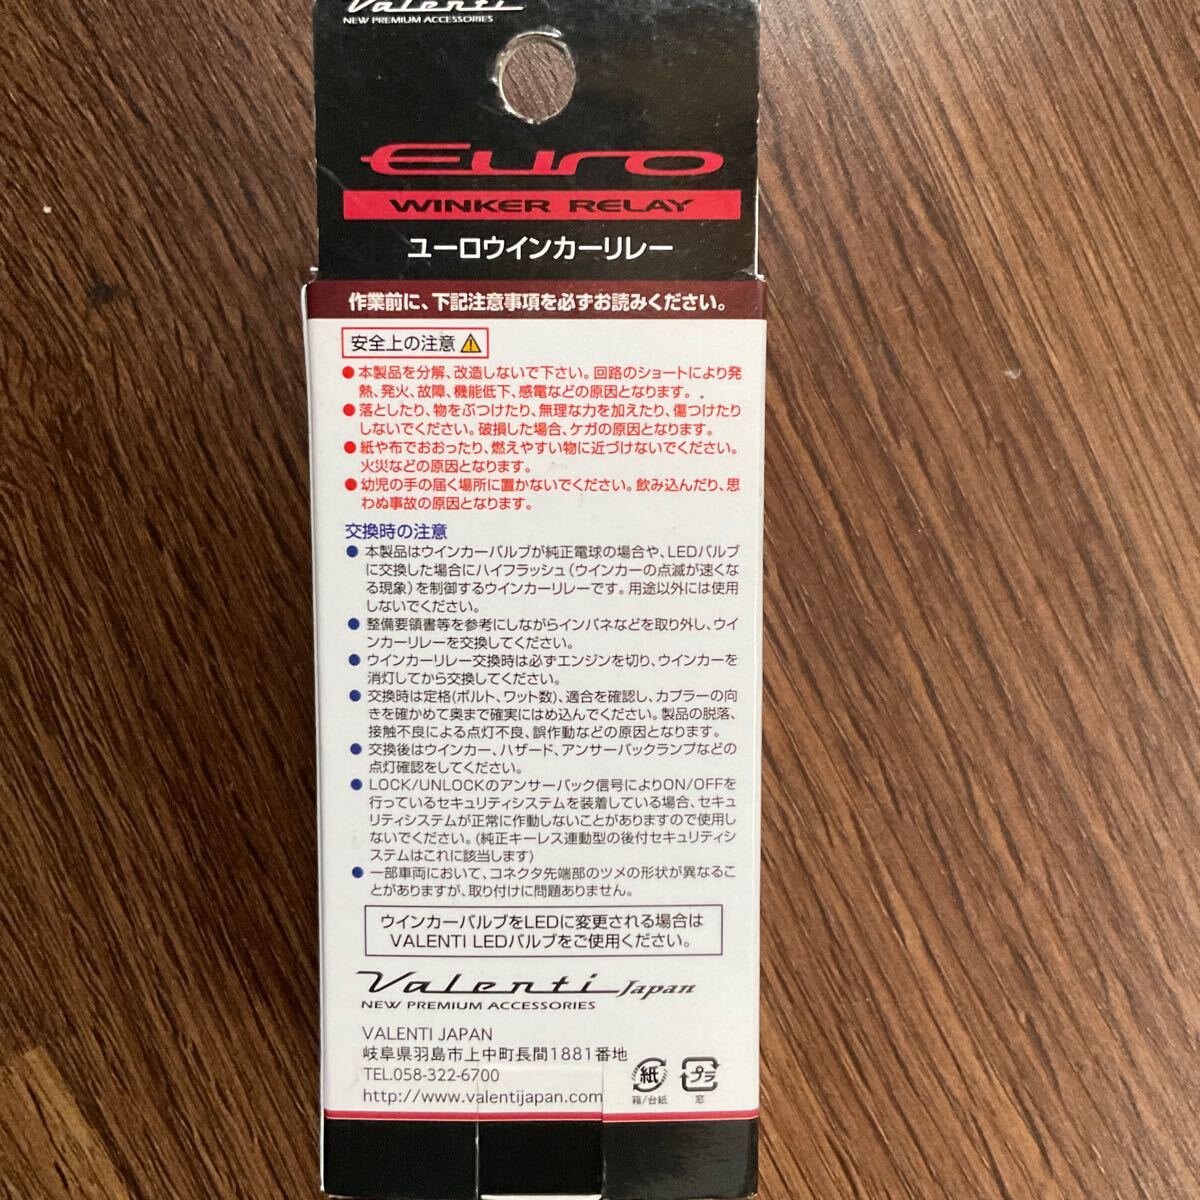 Valenti
NEW PREMIUM ACCESSORIES
Euro
WINKER RELAY
ユーロウインカーリレー
作業前に、下記注意事項を必ずお読みください。
安全上の注意
●本製品を分解、改造しないで下さい。回路のショートにより発
熱、発火、故障、機能低下、感電などの原因となります。
●落としたり、物をぶつけたり、無理な力を加えたり、傷つけたり
しないでください。破損した場合、ケガの原因となります。
●紙や布でおおったり、燃えやすい物に近づけないでください。
火災などの原因となります。
●幼児の手の届く場所に置かないでください。飲み込んだり、思
わぬ事故の原因となります。
交換時の注意
●本製品はウインカーバルブが純正電球の場合や、LEDバルブ
に交換した場合にハイフラッシュ(ウインカーの点滅が速くな
る現象)を制御するウインカーリレーです。用途以外には使用
しないでください。
●整備要領書等を参考にしながらインパネなどを取り外し、ウイ
ンカーリレーを交換してください。
●ウインカーリレー交換時は必ずエンジンを切り、ウインカーを
消灯してから交換してください。
●交換時は定格(ボルト、ワット数)、適合を確認し、カプラーの向
きを確かめて奥まで確実にはめ込んでください。製品の脱落、
接触不良による点灯不良、誤作動などの原因となります。
●交換後はウインカー、ハザード、アンサーバックランプなどの
点灯確認をしてください。
●LOCK/UNLOCKのアンサーバック信号によりON/OFFを
行っているセキュリティシステムを装着している場合、セキュ
リティシステムが正常に作動しないことがありますので使用し
ないでください。(純正キーレス連動型の後付セキュリティシ
ステムはこれに該当します)
●一部車両において、コネクタ先端部のツメの形状が異なるこ
とがありますが、取り付けに問題ありません。
ウインカーバルブをLEDに変更される場合は
VALENTI LEDバルブをご使用ください。
Valenti Japan
NEW PREMIUM ACCESSORIES
VALENTI JAPAN
岐阜県羽島市上中町長間1881番地
TEL.058-322-6700
http://www.valentijapan.com
紙 プラ
箱/台紙 窓